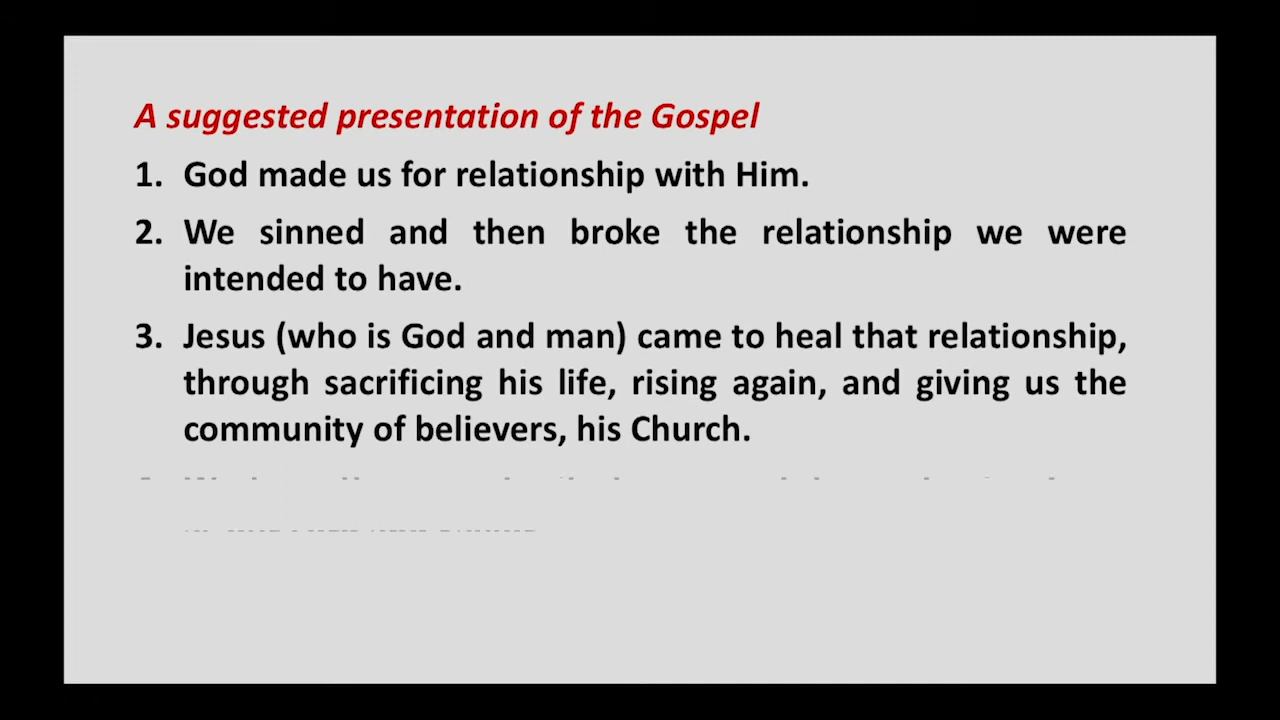 A suggested presentation of the Gospel
1. God made us for relationship with Him.
2. We sinned and then broke the relationship we were
intended to have.
3. Jesus (who is God and man) came to heal that relationship,
through sacrificing his life, rising again, and giving us the
community of believers, his Church.